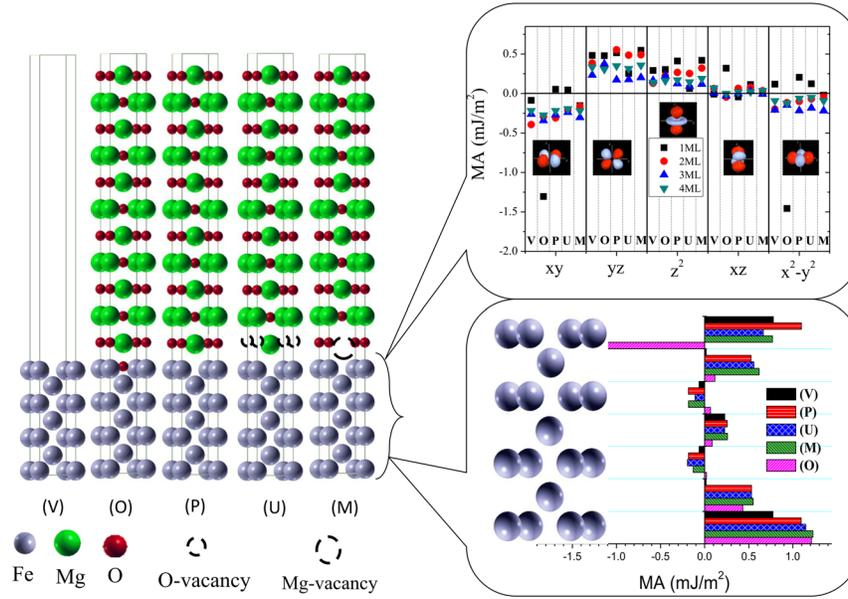 (V) (O) (P) (U) (M)
Fe Mg O O-vacancy Mg-vacancy
MA (mJ/m²)
0.5
0.0
-0.5
-1.0
-1.5
-2.0
1ML
2ML
3ML
4ML
V O P U M V O P U M V O P U M V O P U M V O P U M
xy yz z² xz x²-y²
(V)
(P)
(U)
(M)
(O)
-1.5 -1.0 -0.5 0.0 0.5 1.0
MA (mJ/m²)